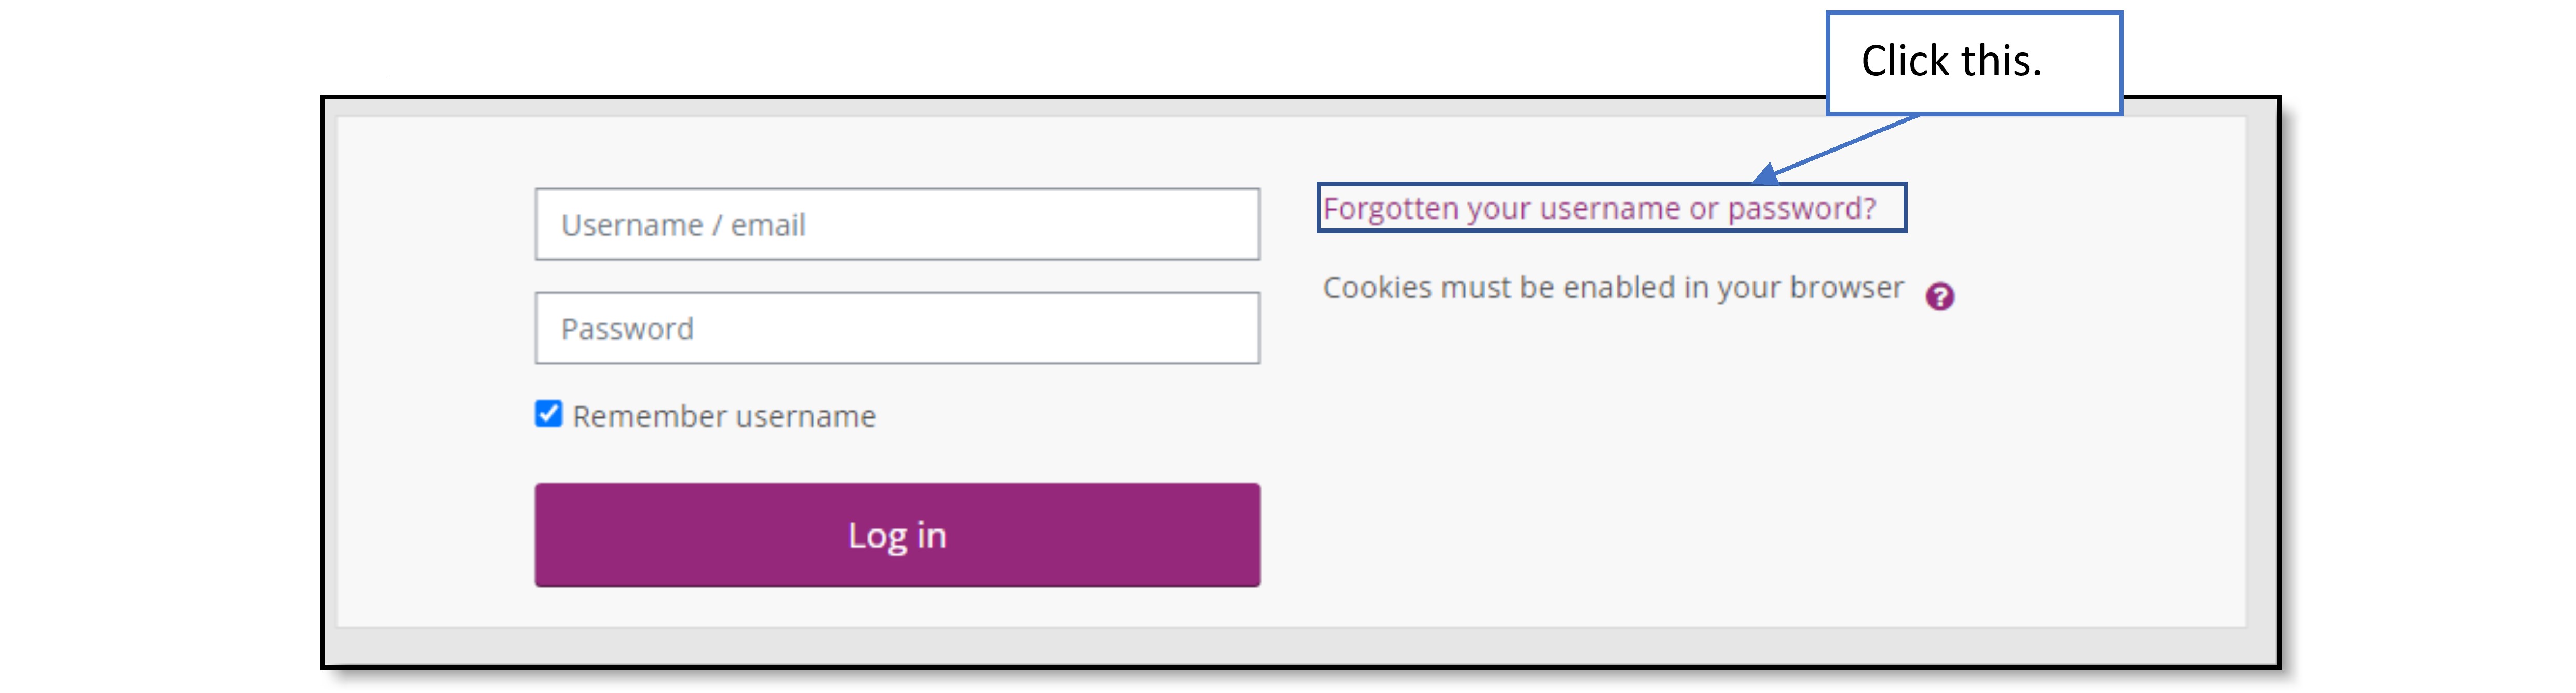 Click this.
Username / email
Password
Remember username
Log in
Forgotten your username or password?
Cookies must be enabled in your browser ?